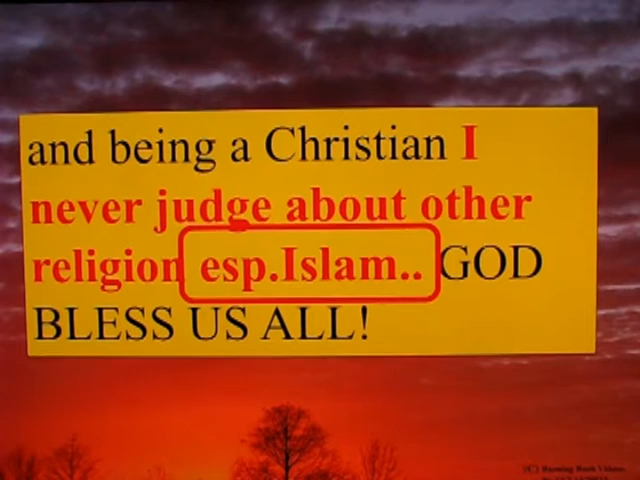 and being a Christian I
never judge about other
religion esp.Islam.. GOD
BLESS US ALL!